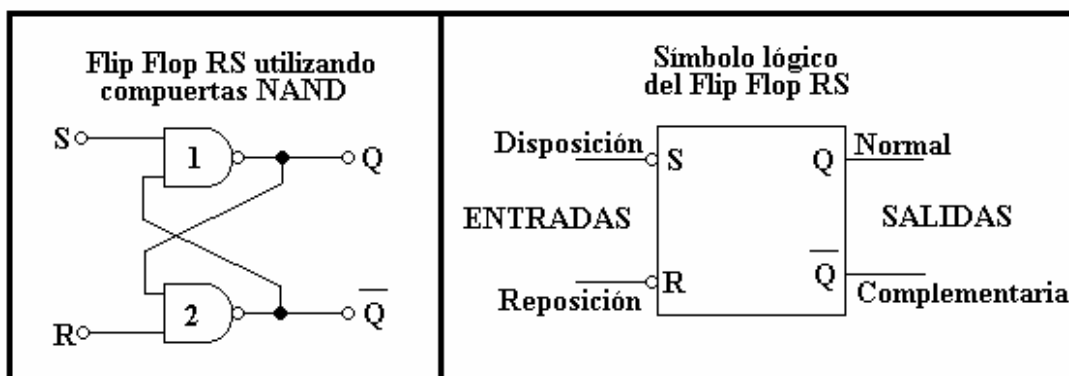 Flip Flop RS utilizando
compuertas NAND
S
1
Q
2
Q̅
R
Símbolo lógico
del Flip Flop RS
Disposición
S
Q
Normal
ENTRADAS
SALIDAS
Reposición
R
Q̅
Complementaria